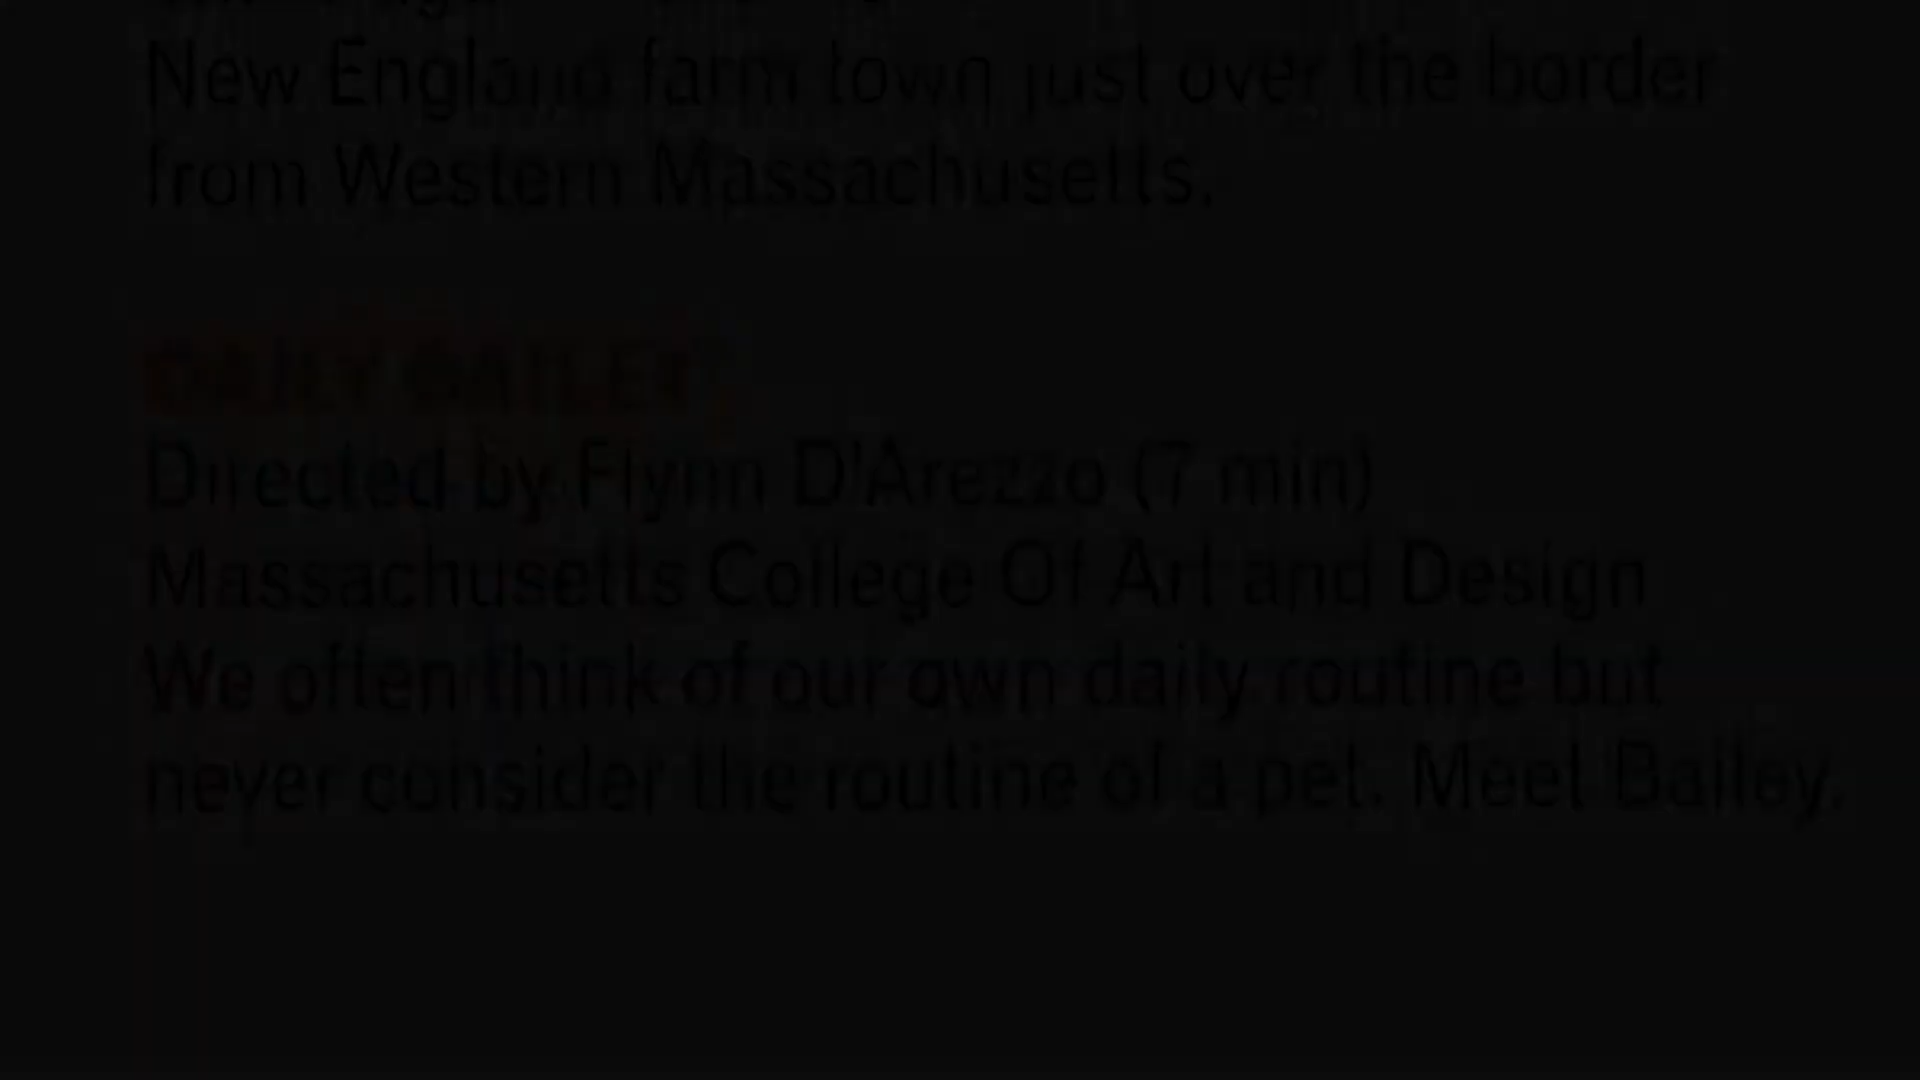 New England farm town just over the border
from Western Massachusetts.
DAILY BAILEY
Directed by Flynn D'Arezzo (7 min)
Massachusetts College Of Art and Design
We often think of our own daily routine but
never consider the routine of a pet. Meet Bailey.